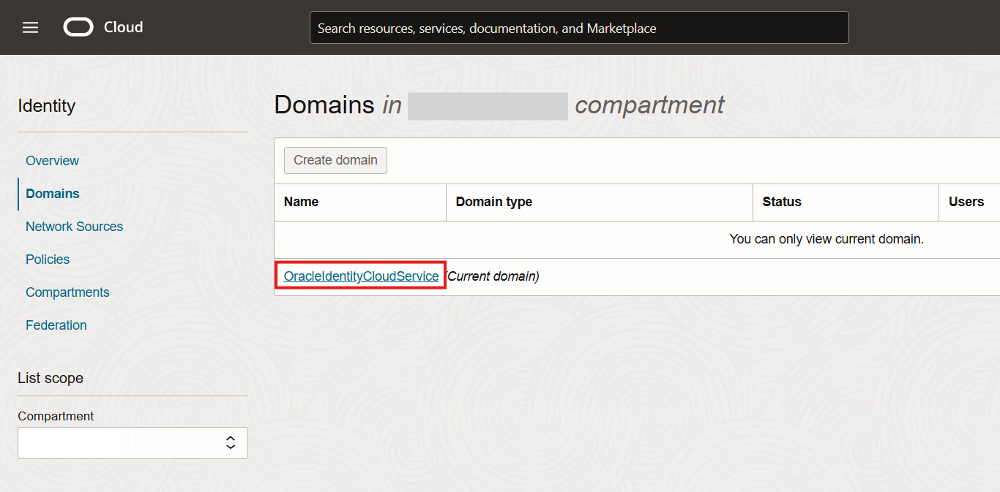 Cloud
Search resources, services, documentation, and Marketplace
Identity
Overview
Domains
Network Sources
Policies
Compartments
Federation
List scope
Compartment
Domains in compartment
Create domain
Name Domain type Status Users
You can only view current domain.
OracleIdentityCloudService (Current domain)